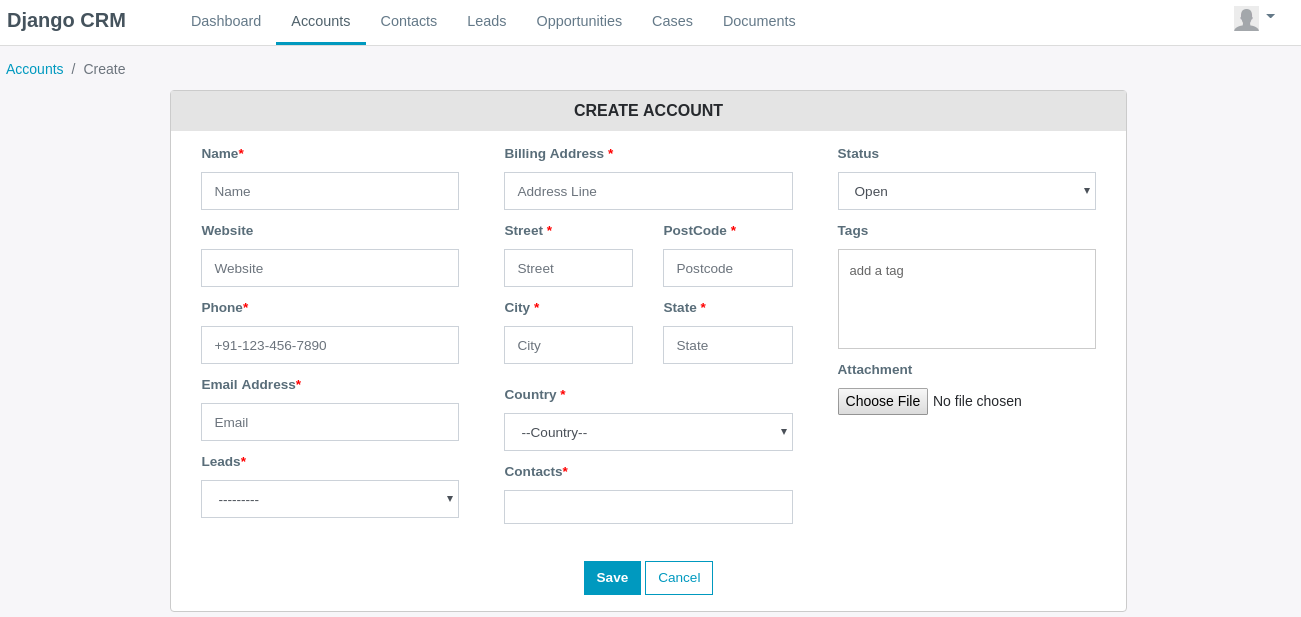 Django CRM
Dashboard Accounts Contacts Leads Opportunities Cases Documents
Accounts / Create
CREATE ACCOUNT
Name*
Name
Website
Website
Phone*
+91-123-456-7890
Email Address*
Email
Leads*
---------
Billing Address *
Address Line
Street * PostCode *
Street Postcode
City * State *
City State
Country *
--Country--
Contacts*
Status
Open
Tags
add a tag
Attachment
Choose File No file chosen
Save Cancel